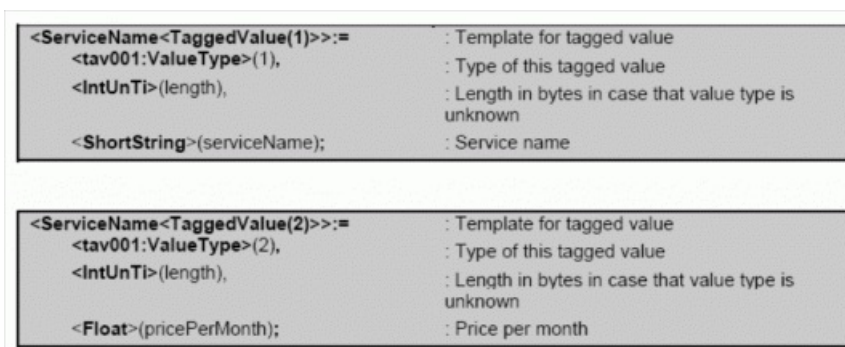 <ServiceName<TaggedValue(1)>>:= : Template for tagged value
<tav001:ValueType>(1), : Type of this tagged value
<IntUnTi>(length), : Length in bytes in case that value type is
unknown
<ShortString>(serviceName); : Service name
<ServiceName<TaggedValue(2)>>:= : Template for tagged value
<tav001:ValueType>(2), : Type of this tagged value
<IntUnTi>(length), : Length in bytes in case that value type is
unknown
<Float>(pricePerMonth); : Price per month